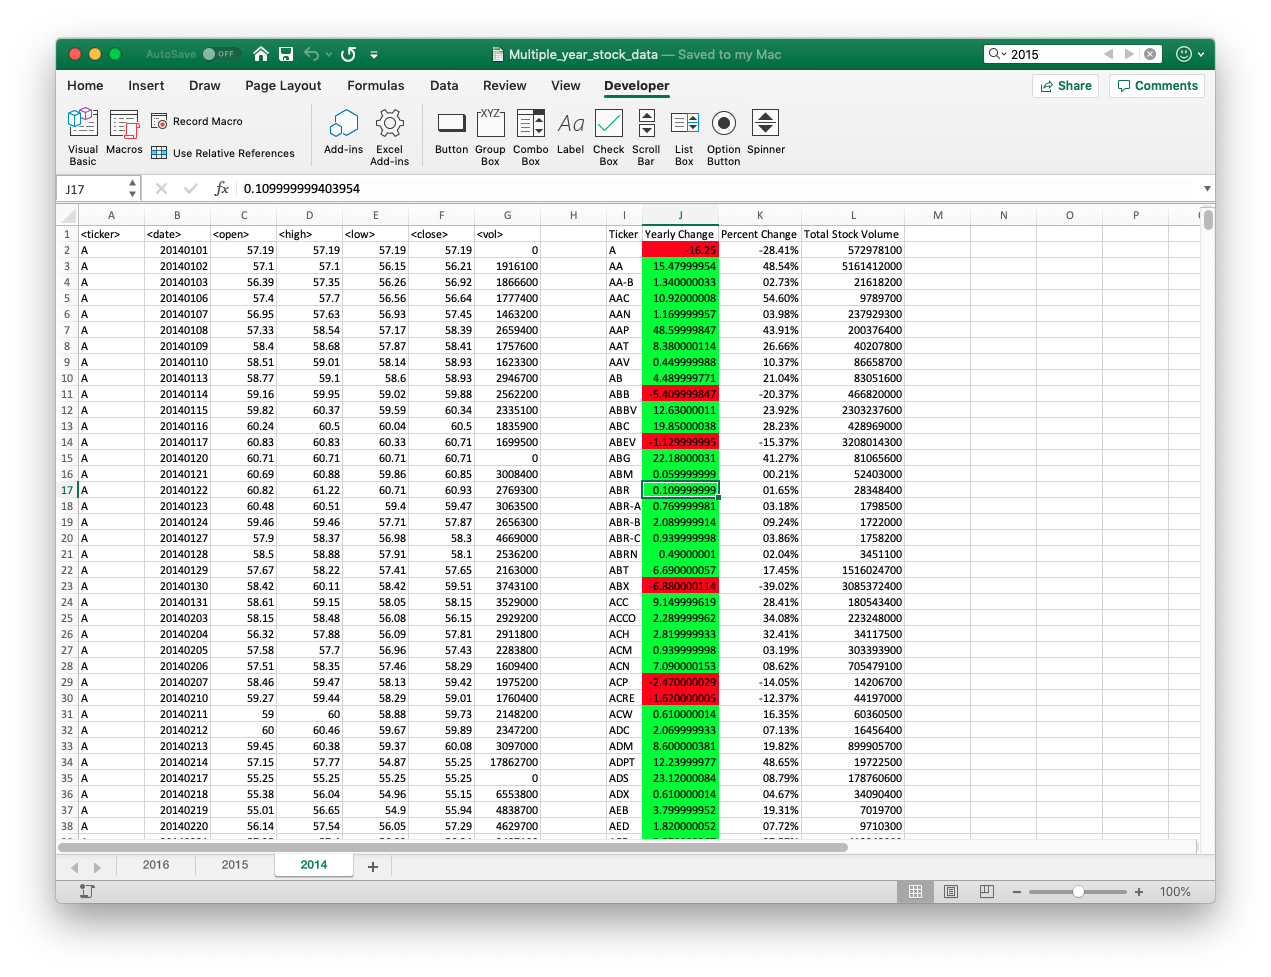 AutoSave OFF Multiple_year_stock_data — Saved to my Mac 2015
Home Insert Draw Page Layout Formulas Data Review View Developer Share Comments
Visual Basic Macros Record Macro Use Relative References Add-ins Excel Add-ins Button Group Box Combo Box Label Check Box Scroll Bar List Box Option Button Spinner
XYZ Aa
J17 fx 0.109999999403954
A B C D E F G H I J K L M N O P
1 <ticker> <date> <open> <high> <low> <close> <vol> Ticker Yearly Change Percent Change Total Stock Volume
2 A 20140101 57.19 57.19 57.19 57.19 0 A -16.25 -28.41% 572978100
3 A 20140102 57.1 57.1 56.15 56.21 1916100 AA 15.47999954 48.54% 5161412000
4 A 20140103 56.39 57.35 56.26 56.92 1866600 AA-B 1.340000033 02.73% 21618200
5 A 20140106 57.4 57.7 56.56 56.64 1777400 AAC 10.92000008 54.60% 9789700
6 A 20140107 56.95 57.63 56.93 57.45 1463200 AAN 1.169999957 03.98% 237929300
7 A 20140108 57.33 58.54 57.17 58.39 2659400 AAP 48.59999847 43.91% 200376400
8 A 20140109 58.4 58.68 57.87 58.41 1757600 AAT 8.380000114 26.66% 40207800
9 A 20140110 58.51 59.01 58.14 58.93 1623300 AAV 0.449999988 10.37% 86658700
10 A 20140113 58.77 59.1 58.6 58.93 2946700 AB 4.489999771 21.04% 83051600
11 A 20140114 59.16 59.95 59.02 59.88 2562200 ABB -5.409999847 -20.37% 466820000
12 A 20140115 59.82 60.37 59.59 60.34 2335100 ABBV 12.63000011 23.92% 2303237600
13 A 20140116 60.24 60.5 60.04 60.5 1835900 ABC 19.85000038 28.23% 428969000
14 A 20140117 60.83 60.83 60.33 60.71 1699500 ABEV -1.129999995 -15.37% 3208014300
15 A 20140120 60.71 60.71 60.71 60.71 0 ABG 22.18000031 41.27% 81065600
16 A 20140121 60.69 60.88 59.86 60.85 3008400 ABM 0.059999999 00.21% 52403000
17 A 20140122 60.82 61.22 60.71 60.93 2769300 ABR 0.109999999 01.65% 28348400
18 A 20140123 60.48 60.51 59.4 59.47 3063500 ABR-A 0.769999981 03.18% 1798500
19 A 20140124 59.46 59.46 57.71 57.87 2656300 ABR-B 2.089999914 09.24% 1722000
20 A 20140127 57.9 58.37 56.98 58.3 4669000 ABR-C 0.939999998 03.86% 1758200
21 A 20140128 58.5 58.88 57.91 58.1 2536200 ABRN 0.49000001 02.04% 3451100
22 A 20140129 57.67 58.22 57.41 57.65 2163000 ABT 6.690000057 17.45% 1516024700
23 A 20140130 58.42 60.11 58.42 59.51 3743100 ABX -6.880000114 -39.02% 3085372400
24 A 20140131 58.61 59.15 58.05 58.15 3529000 ACC 9.149999619 28.41% 180543400
25 A 20140203 58.15 58.48 56.08 56.15 2929200 ACCO 2.289999962 34.08% 223248000
26 A 20140204 56.32 57.88 56.09 57.81 2911800 ACH 2.819999933 32.41% 34117500
27 A 20140205 57.58 57.7 56.96 57.43 2283800 ACM 0.939999998 03.19% 303393900
28 A 20140206 57.51 58.35 57.46 58.29 1609400 ACN 7.090000153 08.62% 705479100
29 A 20140207 58.46 59.47 58.13 59.42 1975200 ACP -2.470000029 -14.05% 14206700
30 A 20140210 59.27 59.44 58.29 59.01 1760400 ACRE -1.620000005 -12.37% 44197000
31 A 20140211 59 60 58.88 59.73 2148200 ACW 0.610000014 16.35% 60360500
32 A 20140212 60 60.46 59.67 59.89 2347200 ADC 2.069999933 07.13% 16456400
33 A 20140213 59.45 60.38 59.37 60.08 3097000 ADM 8.600000381 19.82% 899905700
34 A 20140214 57.15 57.77 54.87 55.25 17862700 ADPT 12.23999977 48.65% 19722500
35 A 20140217 55.25 55.25 55.25 55.25 0 ADS 23.12000084 08.79% 178760600
36 A 20140218 55.38 56.04 54.96 55.15 6553800 ADX 0.610000014 04.67% 34090400
37 A 20140219 55.01 56.65 54.9 55.94 4838700 AEB 3.799999952 19.31% 7019700
38 A 20140220 56.14 57.54 56.05 57.29 4629700 AED 1.820000052 07.72% 9710300
2016 2015 2014 +
100%